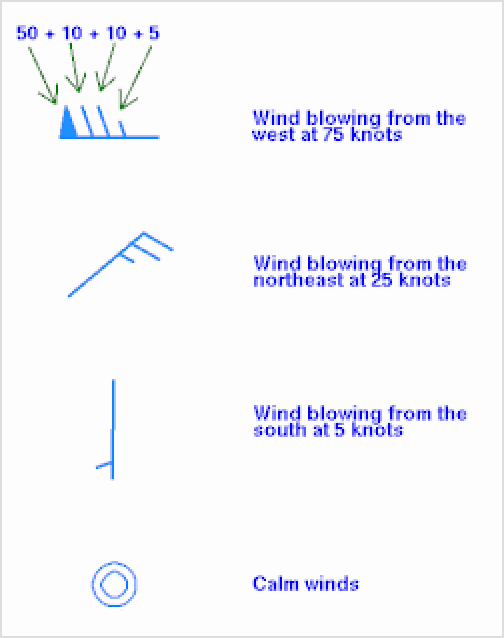 50 + 10 + 10 + 5
Wind blowing from the
west at 75 knots
Wind blowing from the
northeast at 25 knots
Wind blowing from the
south at 5 knots
Calm winds